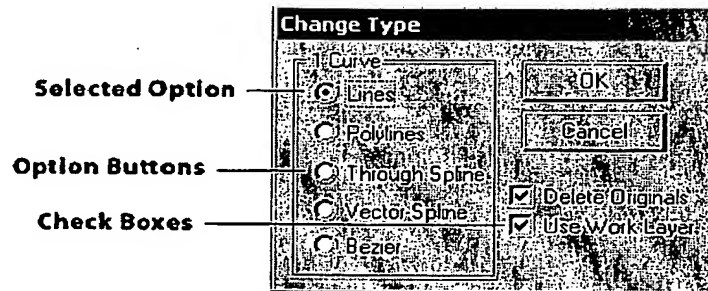 Change Type
1 Curve
Selected Option
Lines
OK
Polylines
Cancel
Option Buttons
Through Spline
Delete Originals
Check Boxes
Vector Spline
Use Work Layer
Bezier